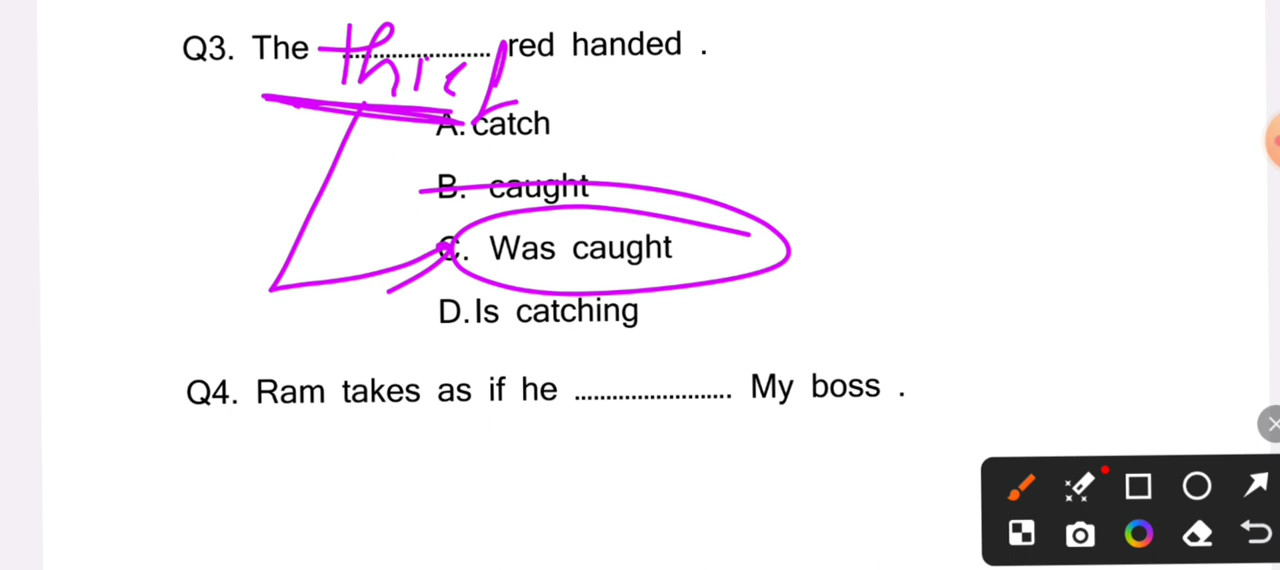 Q3. The ........................ red handed .
thief
A. catch
B. caught
C. Was caught
D. Is catching
Q4. Ram takes as if he ......................... My boss .